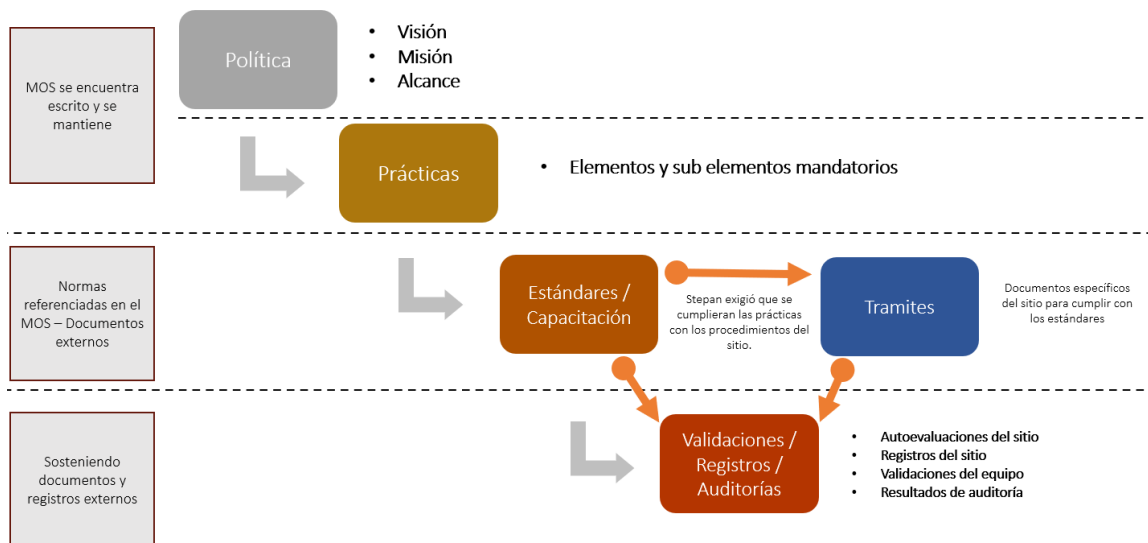 MOS se encuentra
escrito y se
mantiene
Política
• Visión
• Misión
• Alcance
Prácticas
• Elementos y sub elementos mandatorios
Normas
referenciadas en el
MOS – Documentos
externos
Estándares /
Capacitación
Stepan exigió que se
cumplieran las prácticas
con los procedimientos del
sitio.
Tramites
Documentos específicos
del sitio para cumplir con
los estándares
Sosteniendo
documentos y
registros externos
Validaciones /
Registros /
Auditorías
• Autoevaluaciones del sitio
• Registros del sitio
• Validaciones del equipo
• Resultados de auditoría